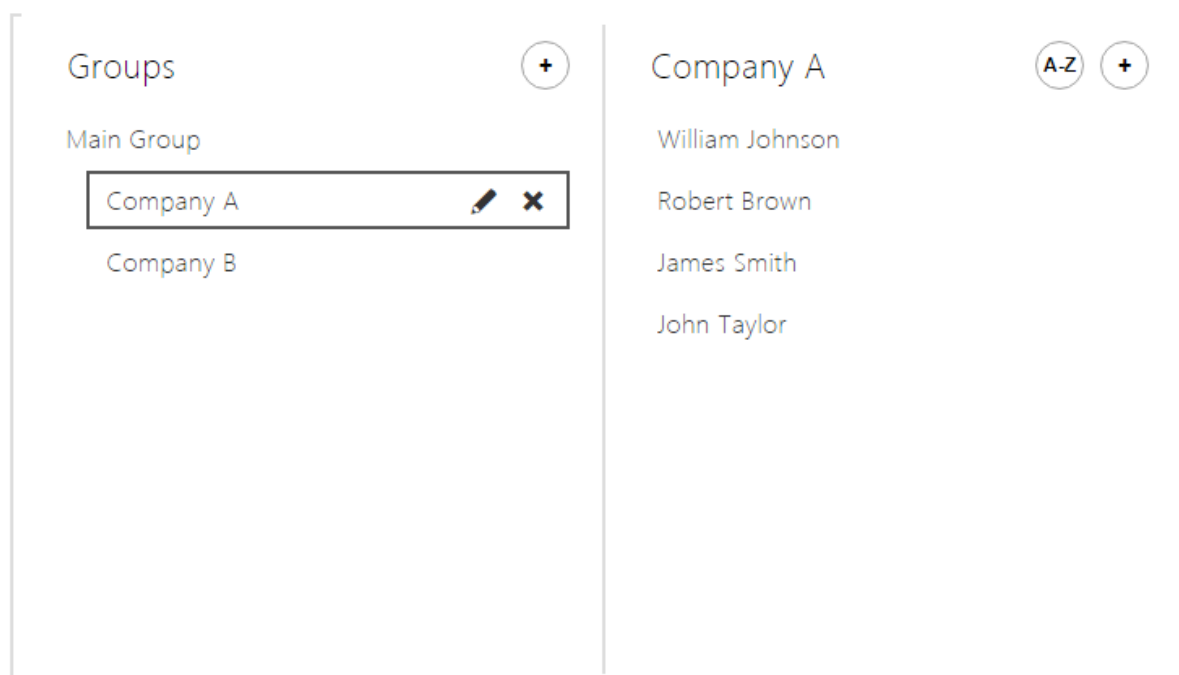 Groups
+
Main Group
Company A
Company B
Company A
A-Z
+
William Johnson
Robert Brown
James Smith
John Taylor